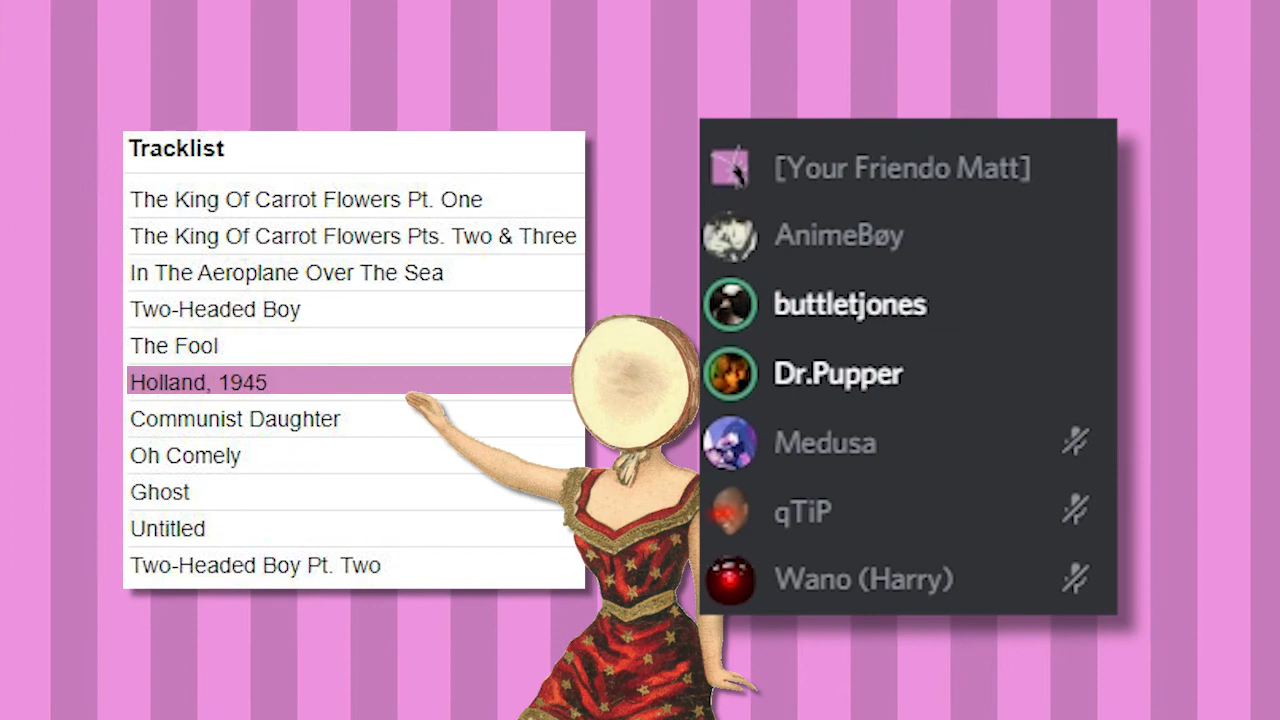 Tracklist
The King Of Carrot Flowers Pt. One
The King Of Carrot Flowers Pts. Two & Three
In The Aeroplane Over The Sea
Two-Headed Boy
The Fool
Holland, 1945
Communist Daughter
Oh Comely
Ghost
Untitled
Two-Headed Boy Pt. Two
[Your Friendo Matt]
AnimeBøy
buttletjones
Dr.Pupper
Medusa
qTiP
Wano (Harry)